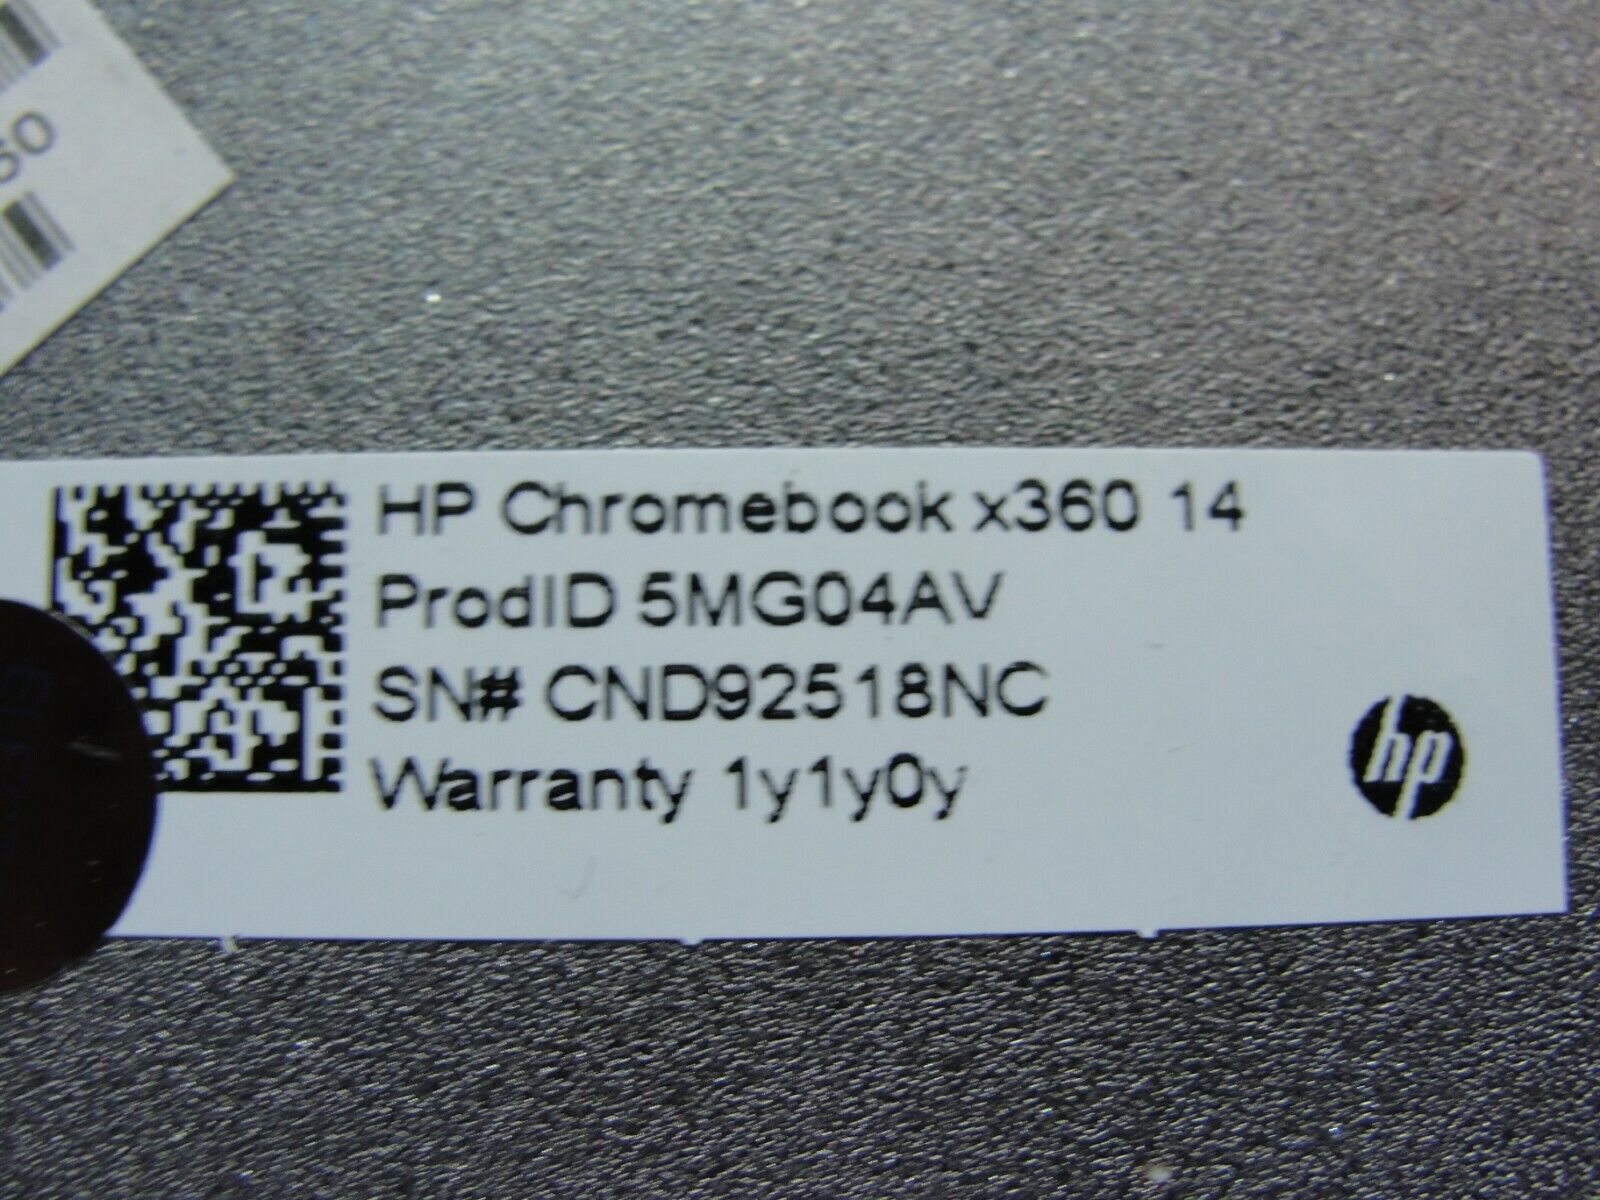 HP Chromebook x360 14
ProdID 5MG04AV
SN# CND92518NC
Warranty 1y1y0y
hp